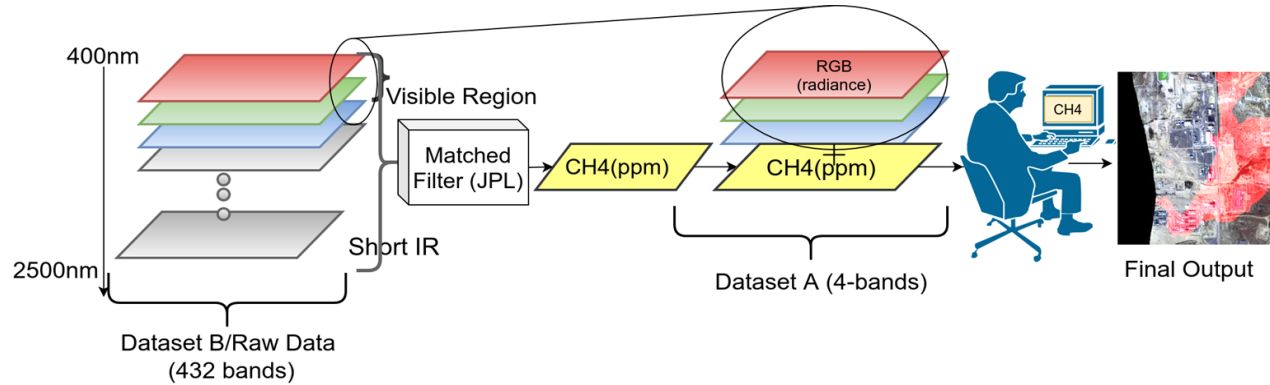 400nm
Visible Region
Matched
Filter (JPL)
Short IR
2500nm
Dataset B/Raw Data
(432 bands)
CH4(ppm)
RGB
(radiance)
+
CH4(ppm)
Dataset A (4-bands)
CH4
Final Output